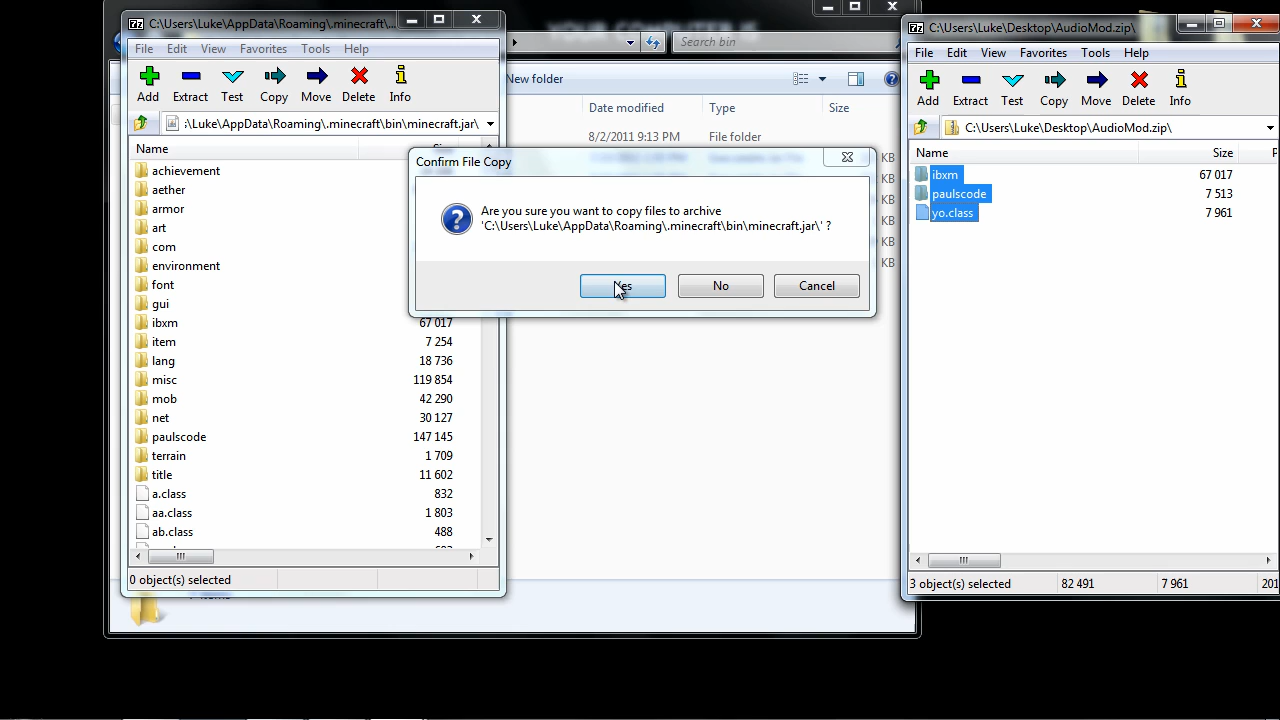 C:\Users\Luke\AppData\Roaming\.minecraft\...
File Edit View Favorites Tools Help
Add Extract Test Copy Move Delete Info
:\Luke\AppData\Roaming\.minecraft\bin\minecraft.jar\
Name
achievement
aether
armor
art
com
environment
font
gui
ibxm 67 017
item 7 254
lang 18 736
misc 119 854
mob 42 290
net 30 127
paulscode 147 145
terrain 1 709
title 11 602
a.class 832
aa.class 1 803
ab.class 488
0 object(s) selected
Search bin
New folder
Date modified Type Size
8/2/2011 9:13 PM File folder
KB
KB
KB
KB
KB
KB
Confirm File Copy
Are you sure you want to copy files to archive
'C:\Users\Luke\AppData\Roaming\.minecraft\bin\minecraft.jar\' ?
Yes No Cancel
C:\Users\Luke\Desktop\AudioMod.zip\
File Edit View Favorites Tools Help
Add Extract Test Copy Move Delete Info
C:\Users\Luke\Desktop\AudioMod.zip\
Name Size
ibxm 67 017
paulscode 7 513
yo.class 7 961
3 object(s) selected 82 491 7 961 201